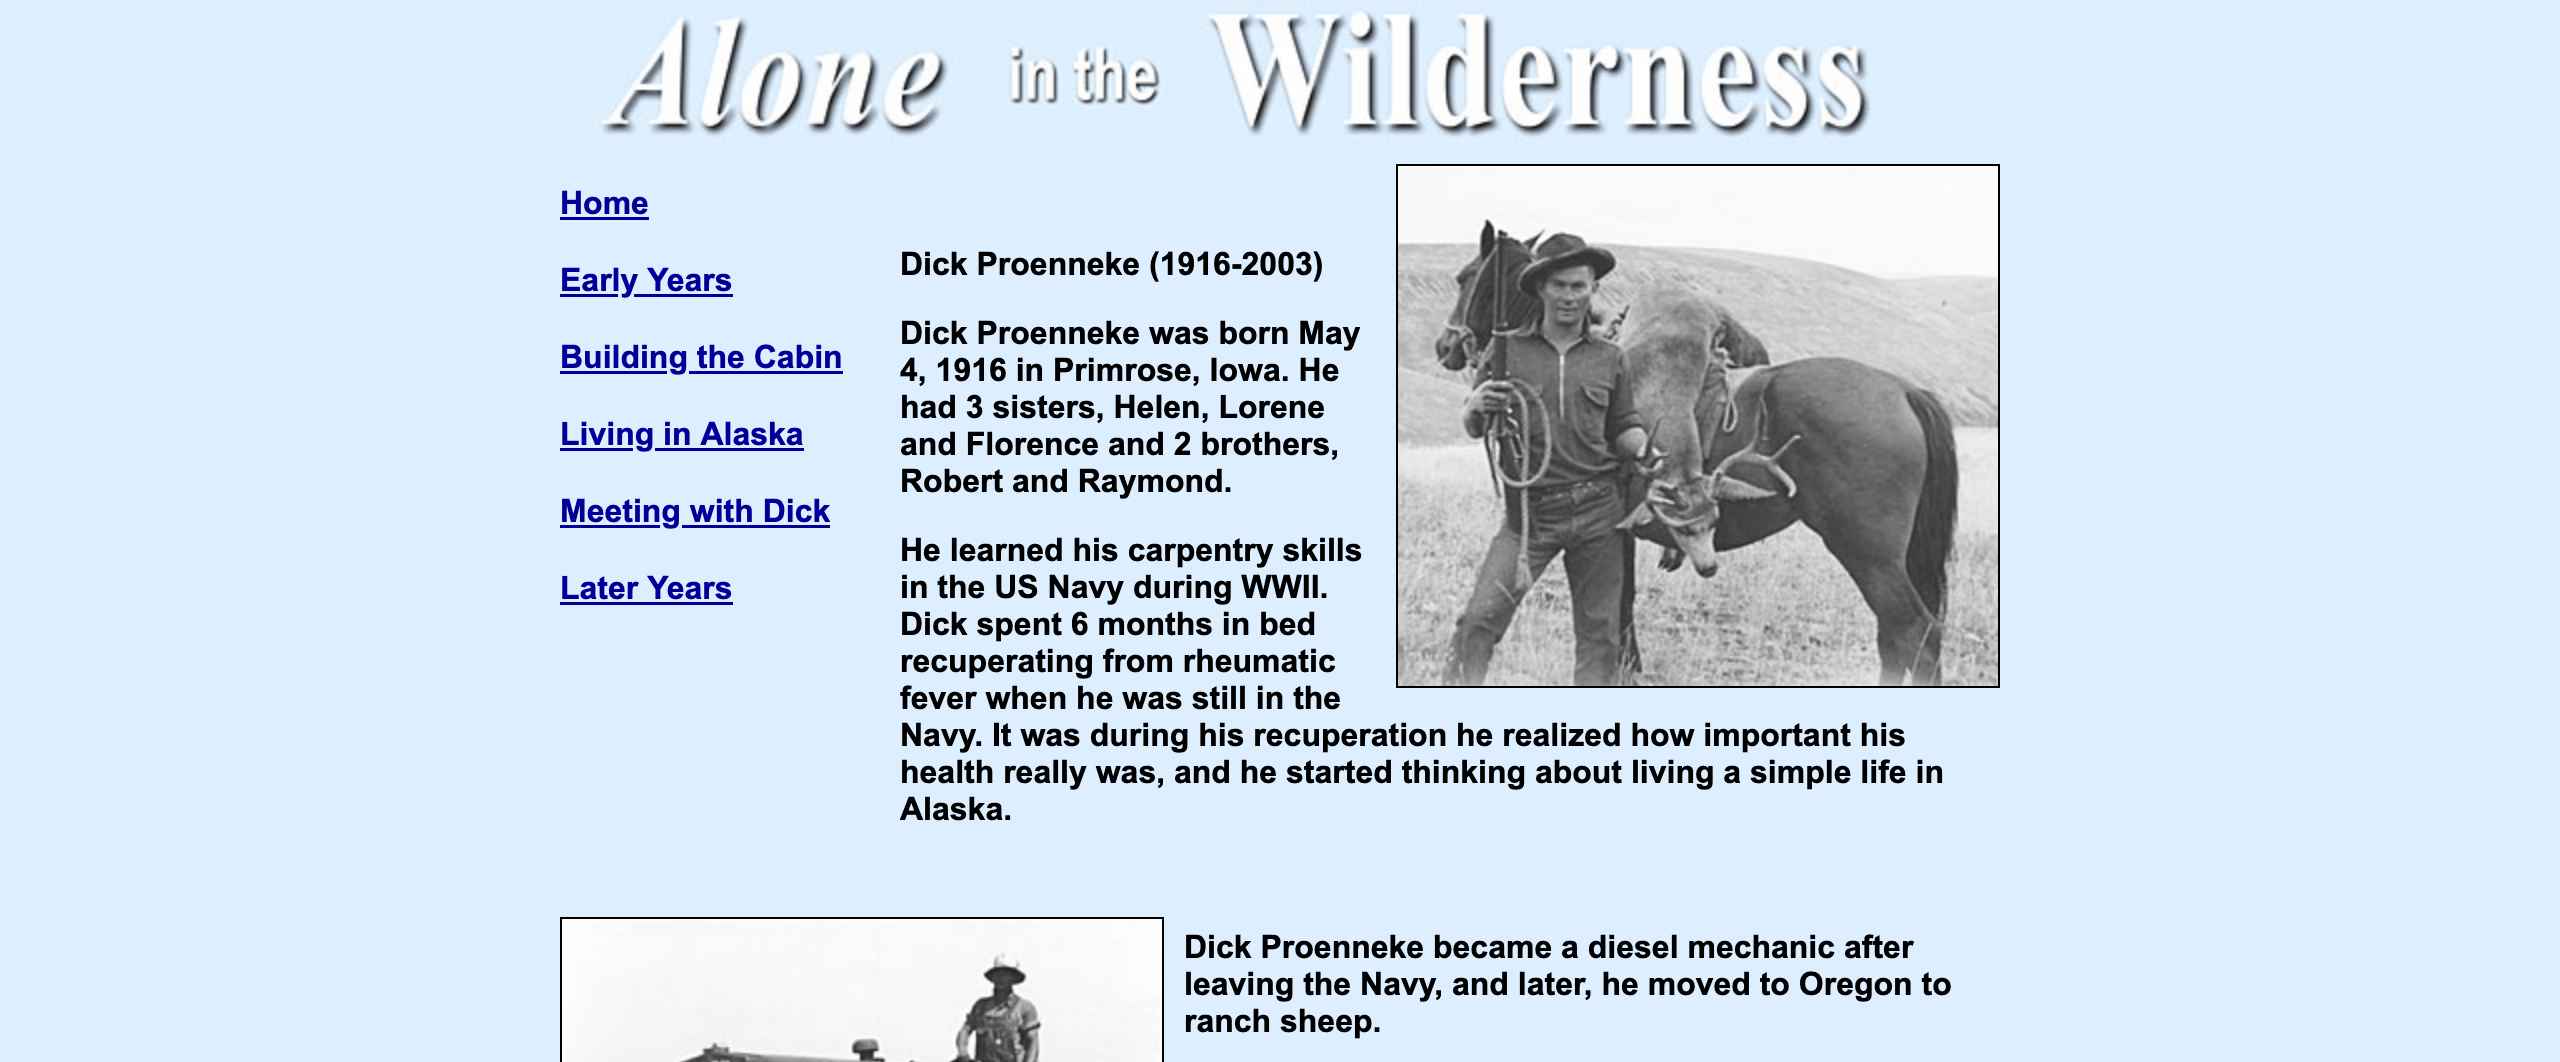 Alone in the Wilderness
Home
Early Years
Building the Cabin
Living in Alaska
Meeting with Dick
Later Years
Dick Proenneke (1916-2003)
Dick Proenneke was born May
4, 1916 in Primrose, Iowa. He
had 3 sisters, Helen, Lorene
and Florence and 2 brothers,
Robert and Raymond.
He learned his carpentry skills
in the US Navy during WWII.
Dick spent 6 months in bed
recuperating from rheumatic
fever when he was still in the
Navy. It was during his recuperation he realized how important his
health really was, and he started thinking about living a simple life in
Alaska.
Dick Proenneke became a diesel mechanic after
leaving the Navy, and later, he moved to Oregon to
ranch sheep.